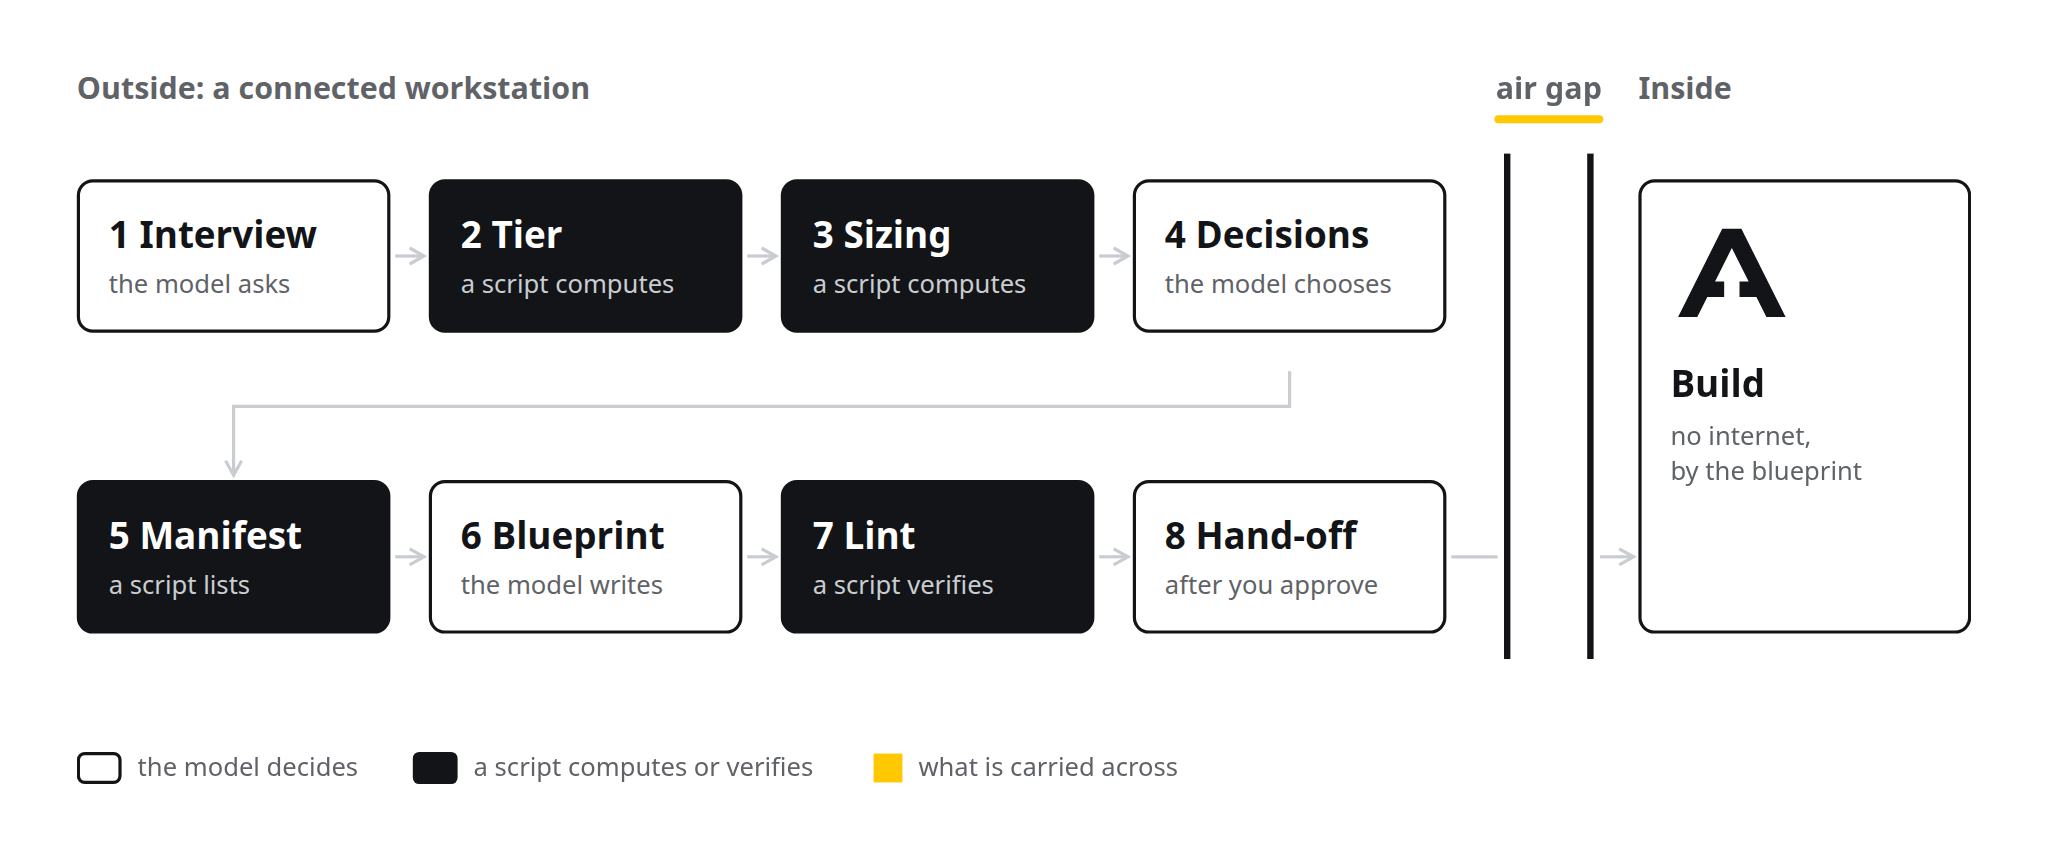 Outside: a connected workstation
air gap
Inside
1 Interview
the model asks
2 Tier
a script computes
3 Sizing
a script computes
4 Decisions
the model chooses
5 Manifest
a script lists
6 Blueprint
the model writes
7 Lint
a script verifies
8 Hand-off
after you approve
Build
no internet,
by the blueprint
the model decides
a script computes or verifies
what is carried across